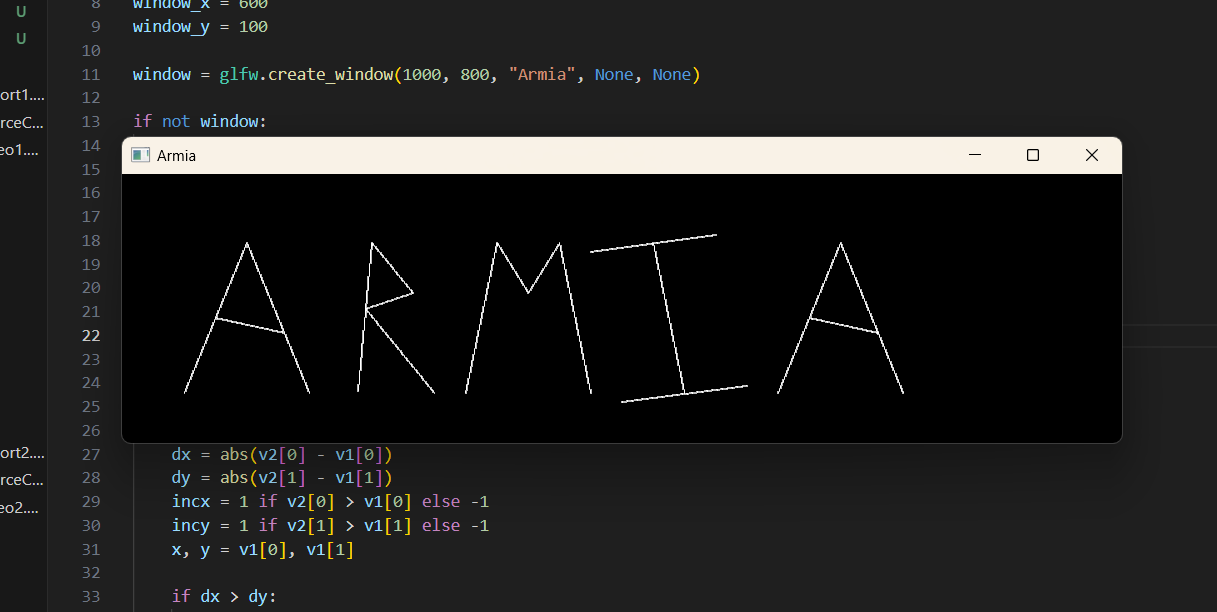 U
8 window_x = 600
9 window_y = 100
U
10
11 window = glfw.create_window(1000, 800, "Armia", None, None)
ort1....
12
rceC...
13 if not window:
eo1....
14
Armia
15
16
17
18
19
20
21
22
23
24
25
26
ARMIA
ort2....
27 dx = abs(v2[0] - v1[0])
rceC...
28 dy = abs(v2[1] - v1[1])
29 incx = 1 if v2[0] > v1[0] else -1
eo2....
30 incy = 1 if v2[1] > v1[1] else -1
31 x, y = v1[0], v1[1]
32
33 if dx > dy: